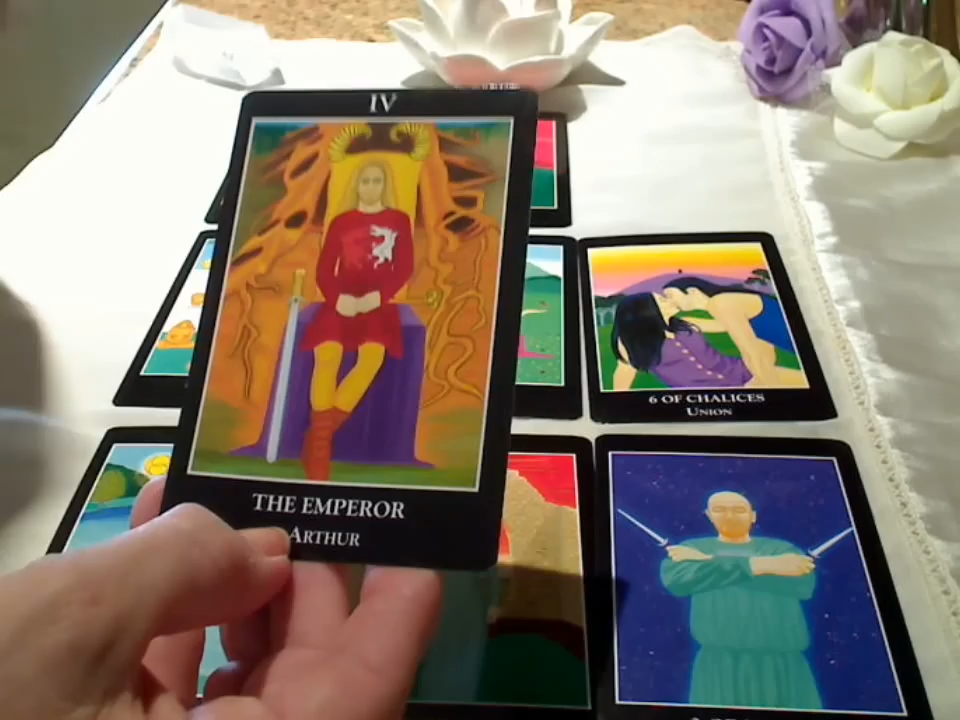 IV
THE EMPEROR
ARTHUR
6 OF CHALICES
UNION